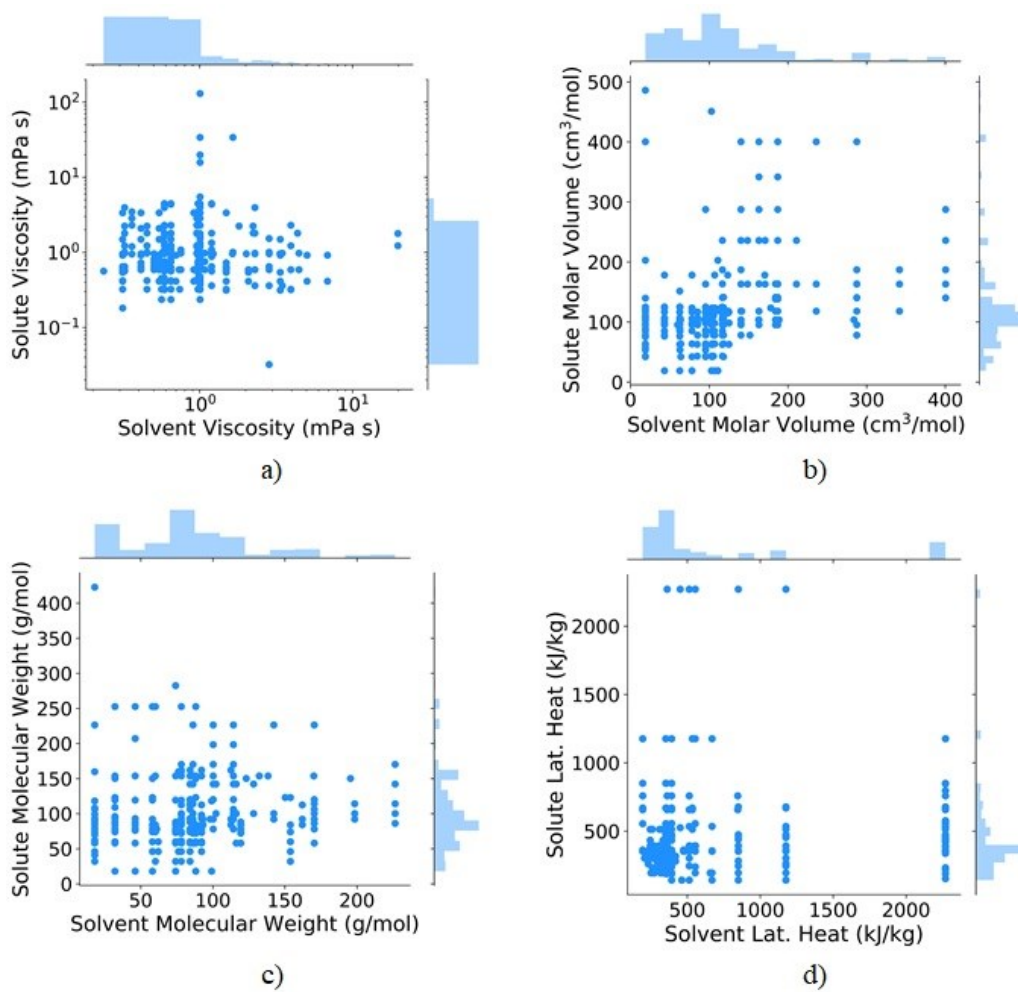 10²
10¹
10⁰
10⁻¹
Solute Viscosity (mPa s)
10⁰ 10¹
Solvent Viscosity (mPa s)
a)
500
400
300
200
100
0
Solute Molar Volume (cm³/mol)
0 100 200 300 400
Solvent Molar Volume (cm³/mol)
b)
400
350
300
250
200
150
100
50
0
Solute Molecular Weight (g/mol)
50 100 150 200
Solvent Molecular Weight (g/mol)
c)
2000
1500
1000
500
Solute Lat. Heat (kJ/kg)
500 1000 1500 2000
Solvent Lat. Heat (kJ/kg)
d)